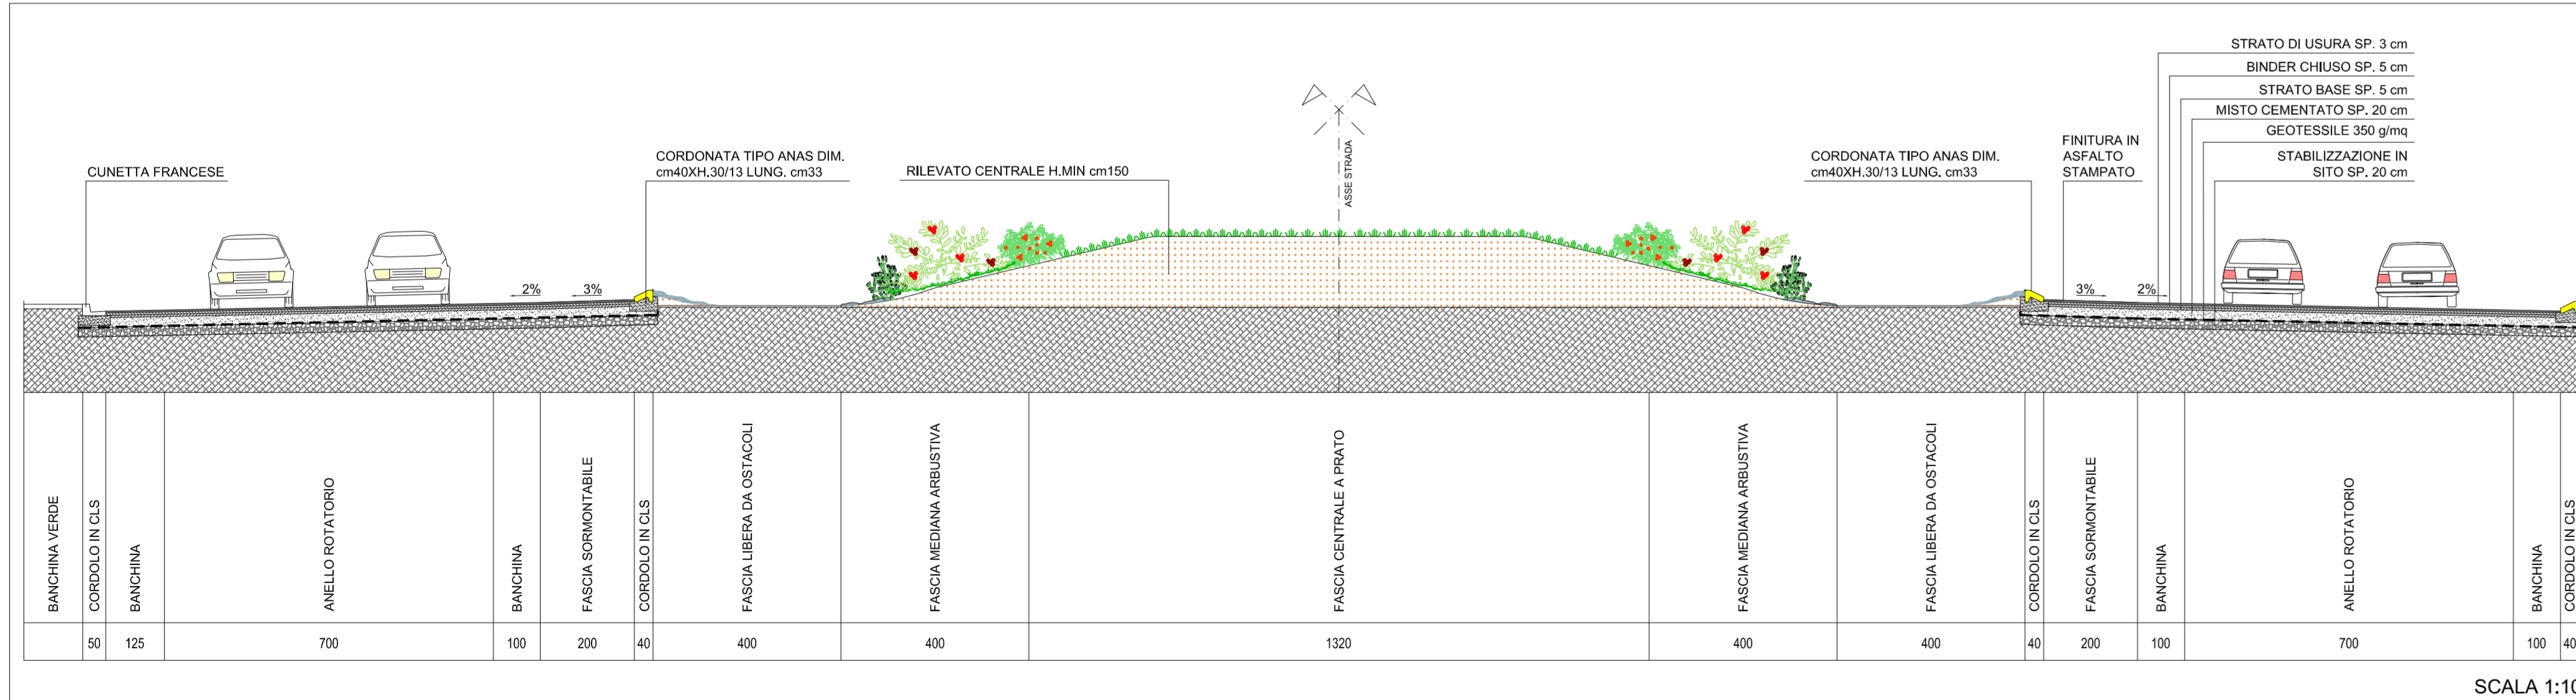 STRATO DI USURA SP. 3 cm
BINDER CHIUSO SP. 5 cm
STRATO BASE SP. 5 cm
MISTO CEMENTATO SP. 20 cm
GEOTESSILE 350 g/mq
STABILIZZAZIONE IN
SITO SP. 20 cm
FINITURA IN
ASFALTO
STAMPATO
CUNETTA FRANCESE
CORDONATA TIPO ANAS DIM.
cm40XH.30/13 LUNG. cm33
RILEVATO CENTRALE H.MIN cm150
ASSE STRADA
CORDONATA TIPO ANAS DIM.
cm40XH.30/13 LUNG. cm33
2%
3%
3%
2%
BANCHINA VERDE
CORDOLO IN CLS
BANCHINA
ANELLO ROTATORIO
BANCHINA
FASCIA SORMONTABILE
CORDOLO IN CLS
FASCIA LIBERA DA OSTACOLI
FASCIA MEDIANA ARBUSTIVA
FASCIA CENTRALE A PRATO
FASCIA MEDIANA ARBUSTIVA
FASCIA LIBERA DA OSTACOLI
CORDOLO IN CLS
FASCIA SORMONTABILE
BANCHINA
ANELLO ROTATORIO
BANCHINA
CORDOLO IN CLS
50 125 700 100 200 40 400 400 1320 400 400 40 200 100 700 100 40
SCALA 1:10